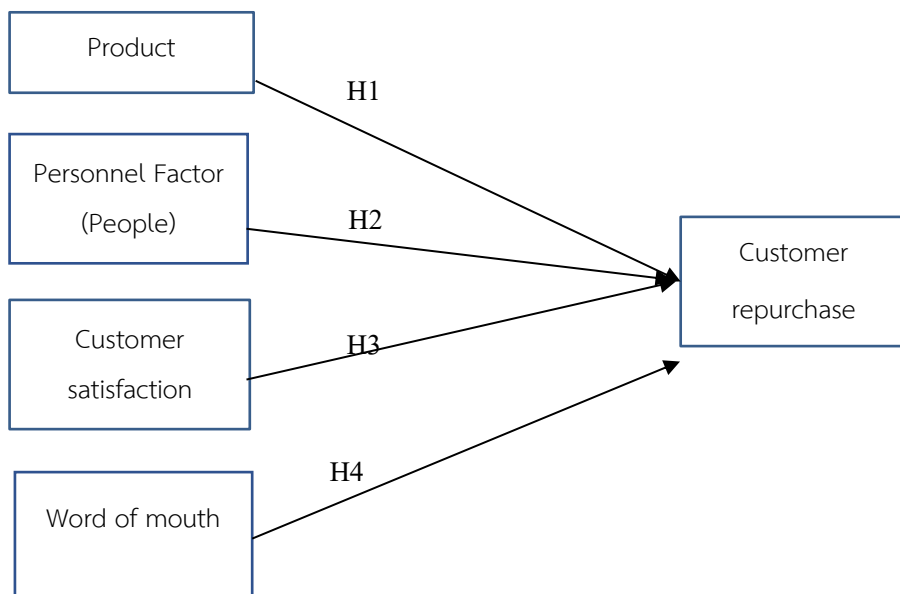 Product
H1
Personnel Factor
(People)
H2
Customer
repurchase
Customer
satisfaction
H3
H4
Word of mouth